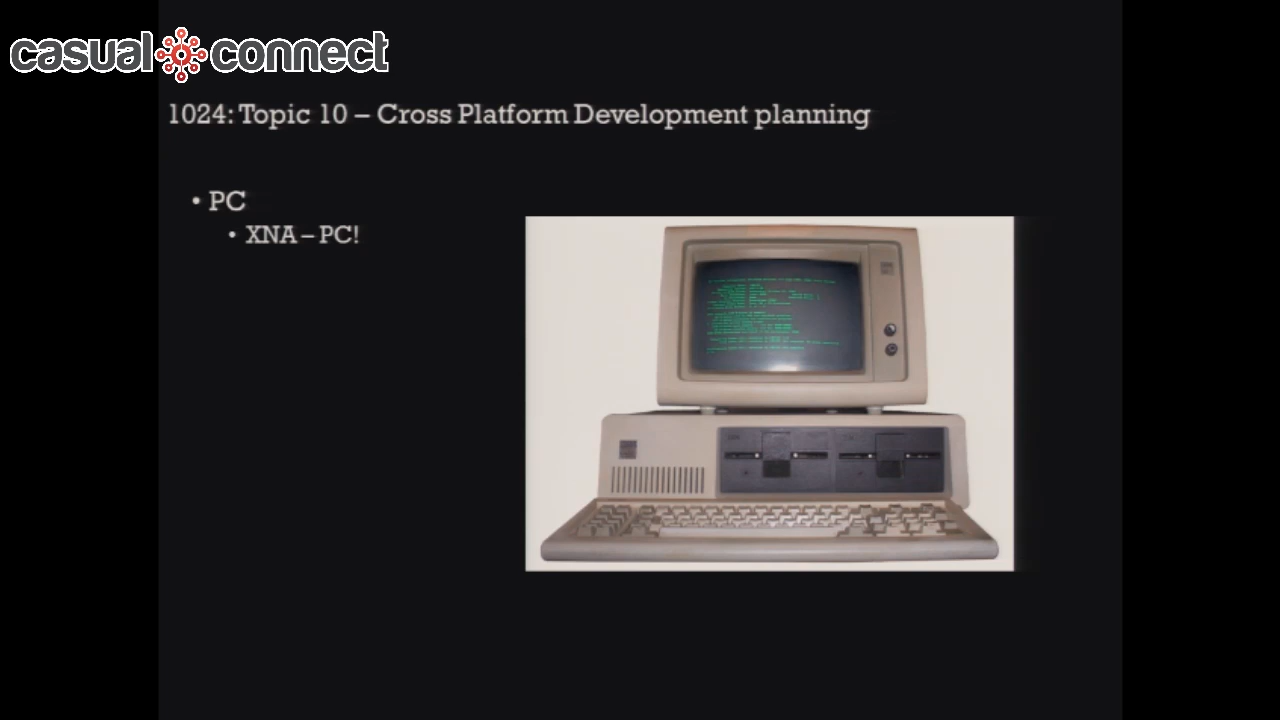 casual connect
1024: Topic 10 – Cross Platform Development planning
• PC
• XNA – PC!